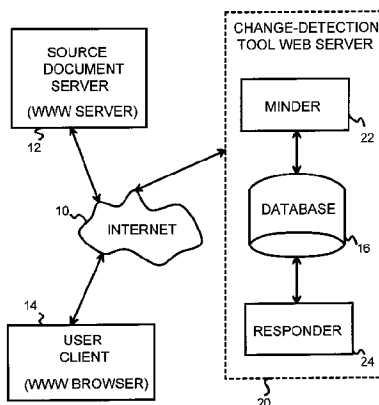 SOURCE
DOCUMENT
SERVER
(WWW SERVER)
12
10
INTERNET
14
USER
CLIENT
(WWW BROWSER)
CHANGE-DETECTION
TOOL WEB SERVER
MINDER
22
DATABASE
16
RESPONDER
24
20